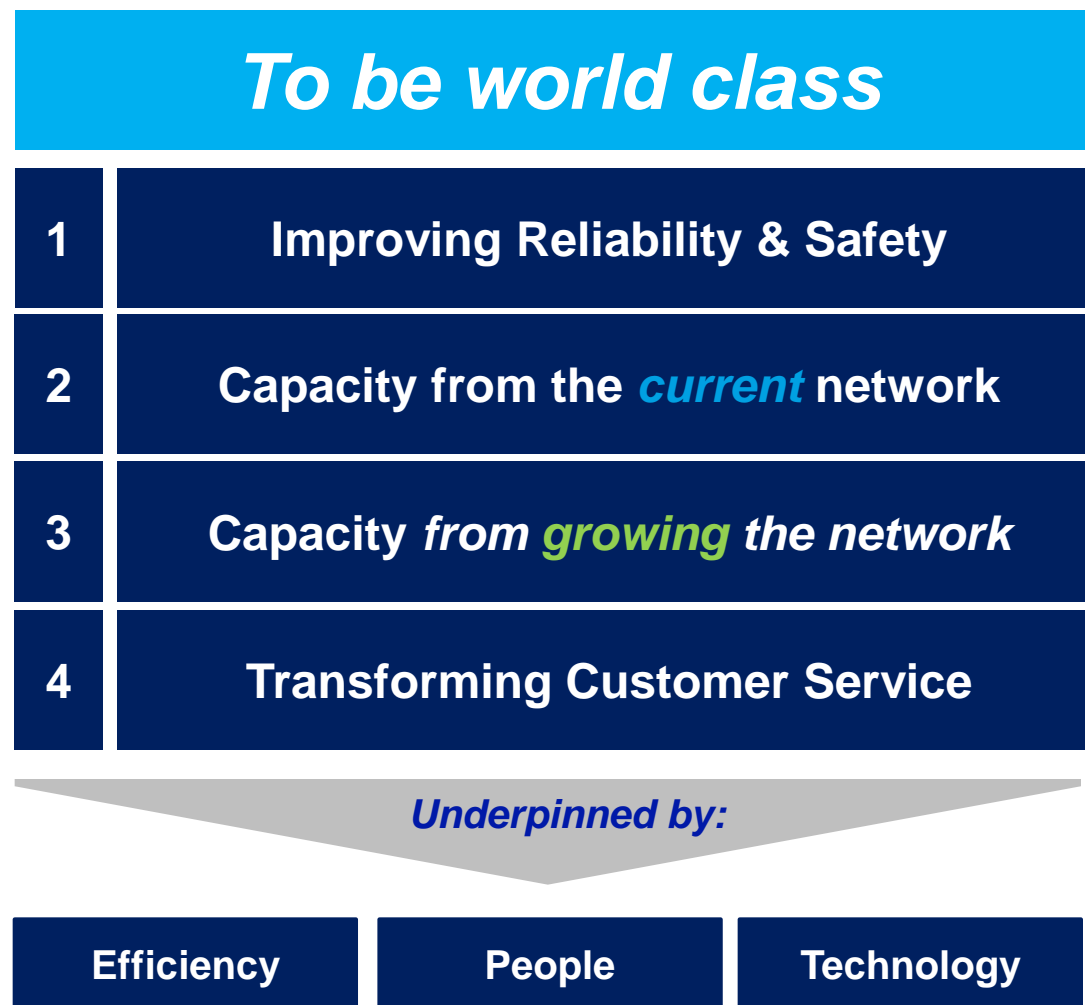 To be world class
1 Improving Reliability & Safety
2 Capacity from the current network
3 Capacity from growing the network
4 Transforming Customer Service
Underpinned by:
Efficiency People Technology